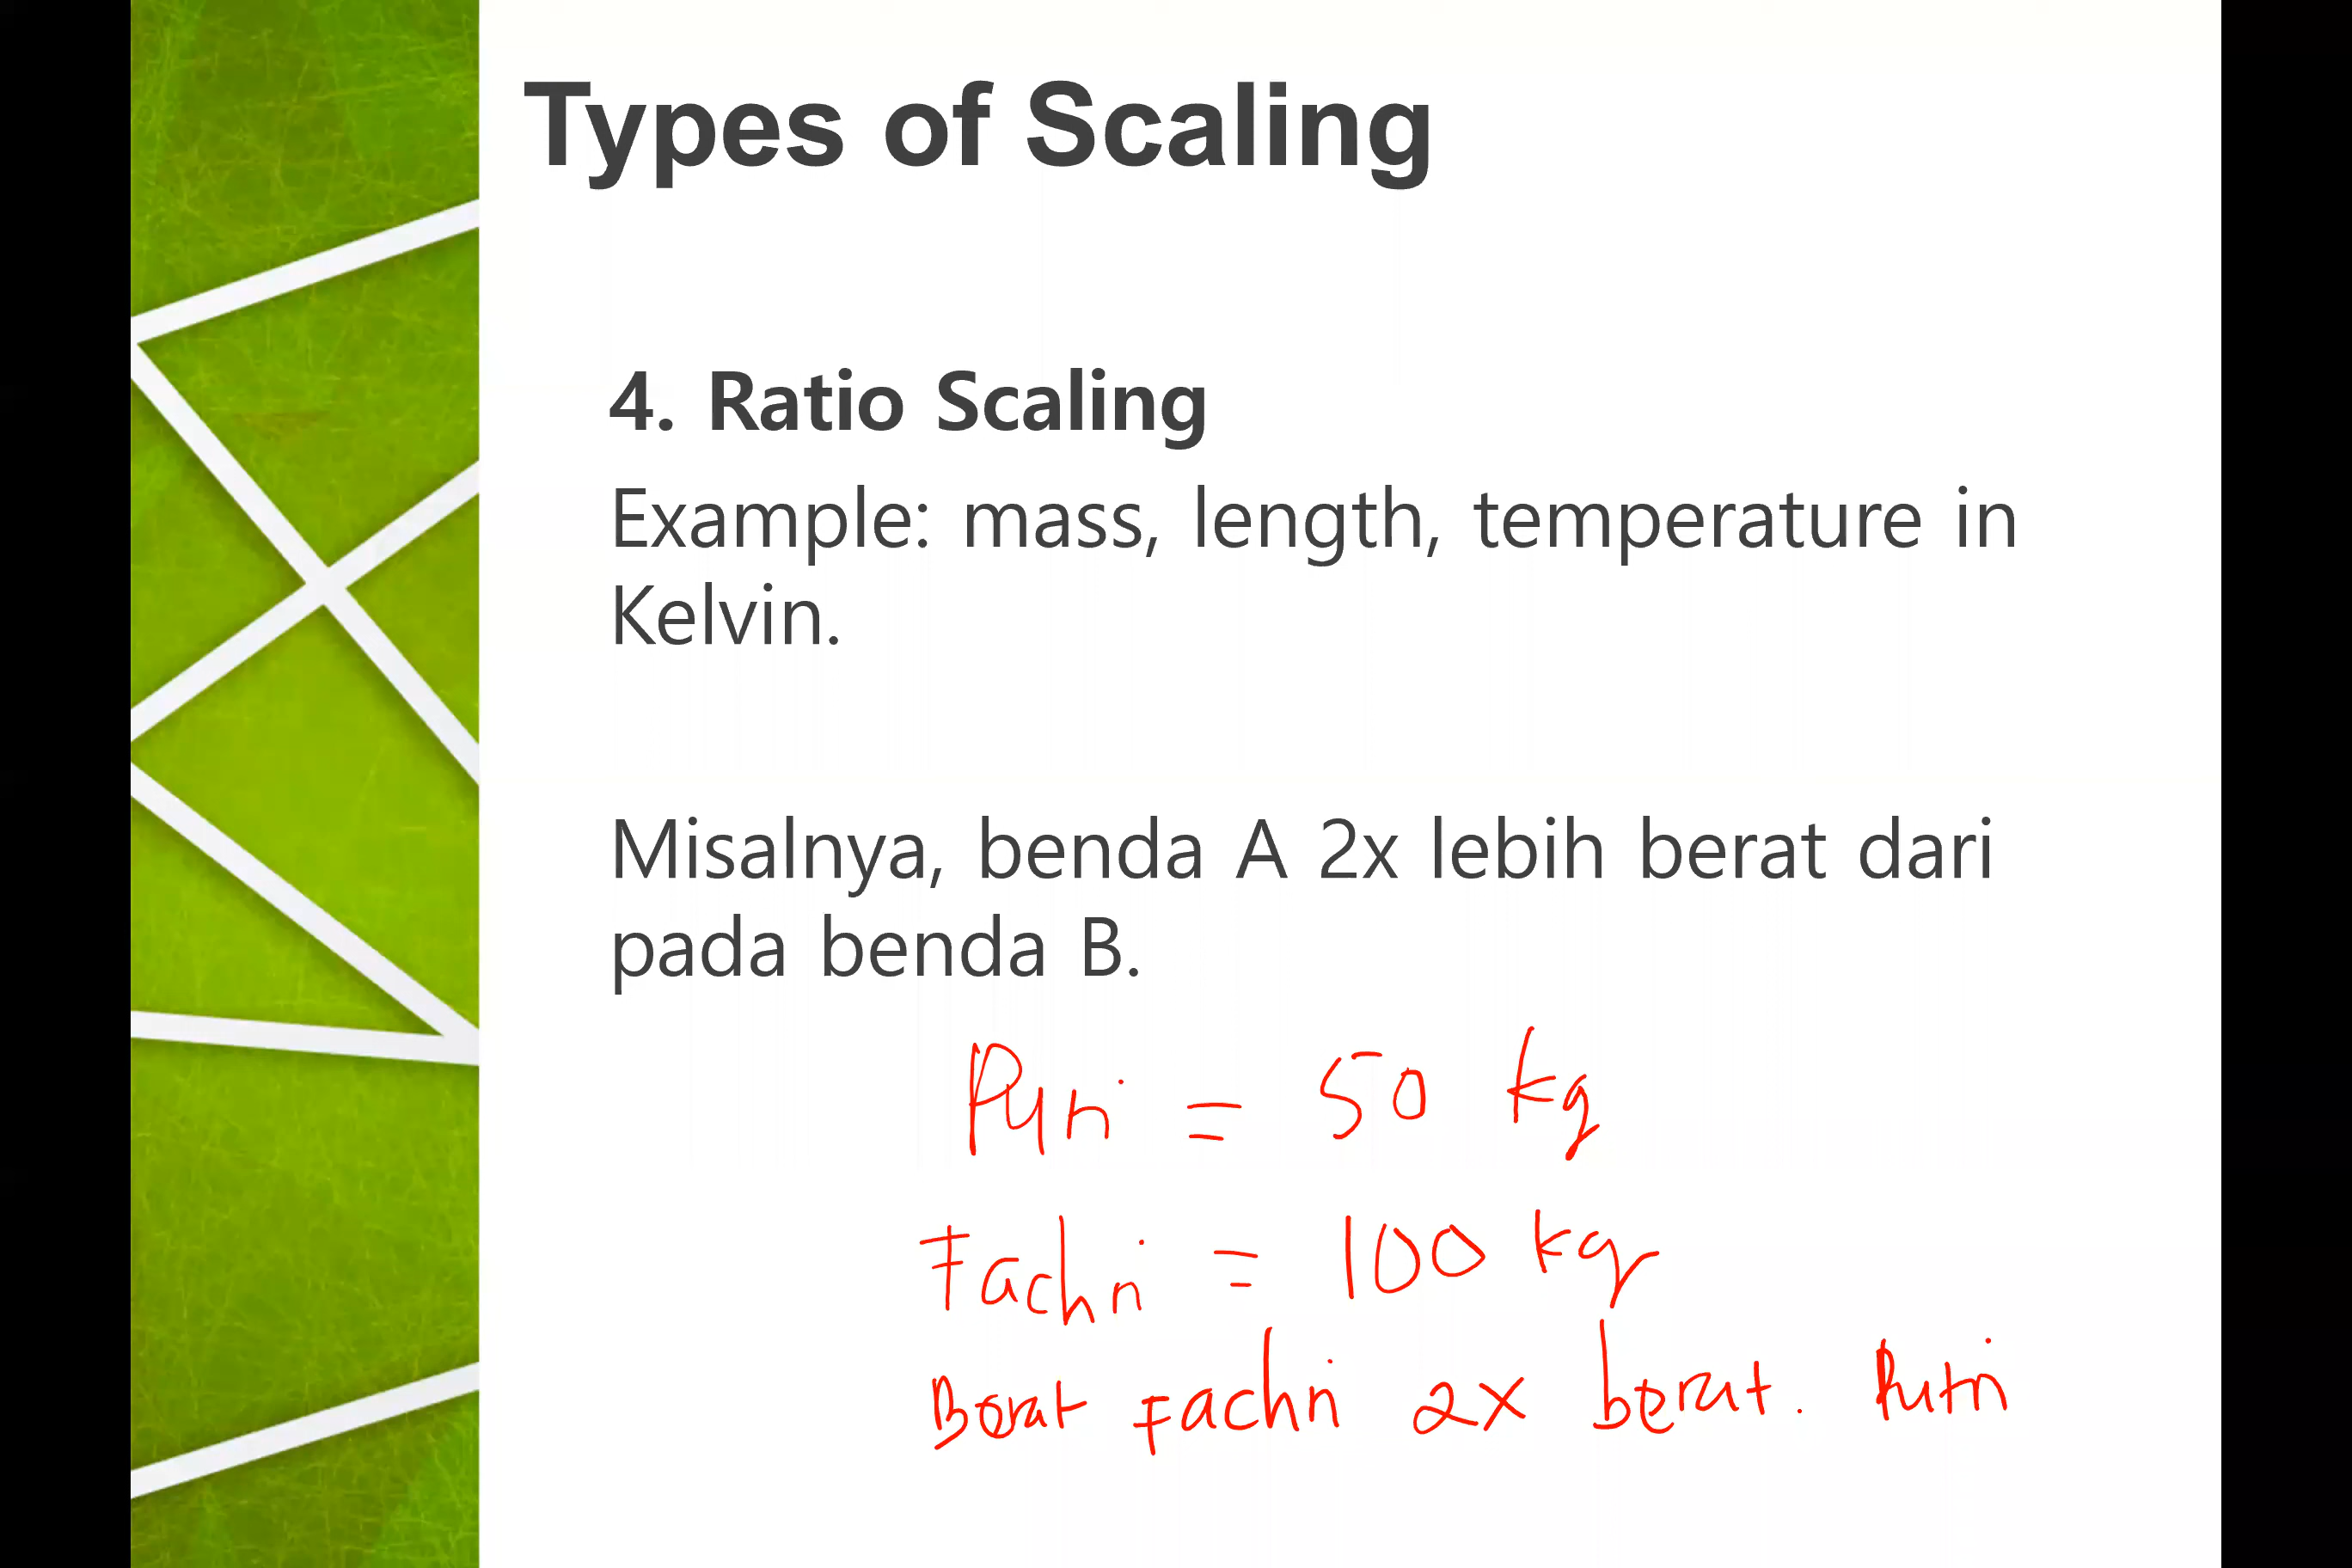 Types of Scaling
4. Ratio Scaling
Example: mass, length, temperature in
Kelvin.
Misalnya, benda A 2x lebih berat dari
pada benda B.
Putri = 50 kg
Fachri = 100 kg
Berat Fachri 2x berat. Putri